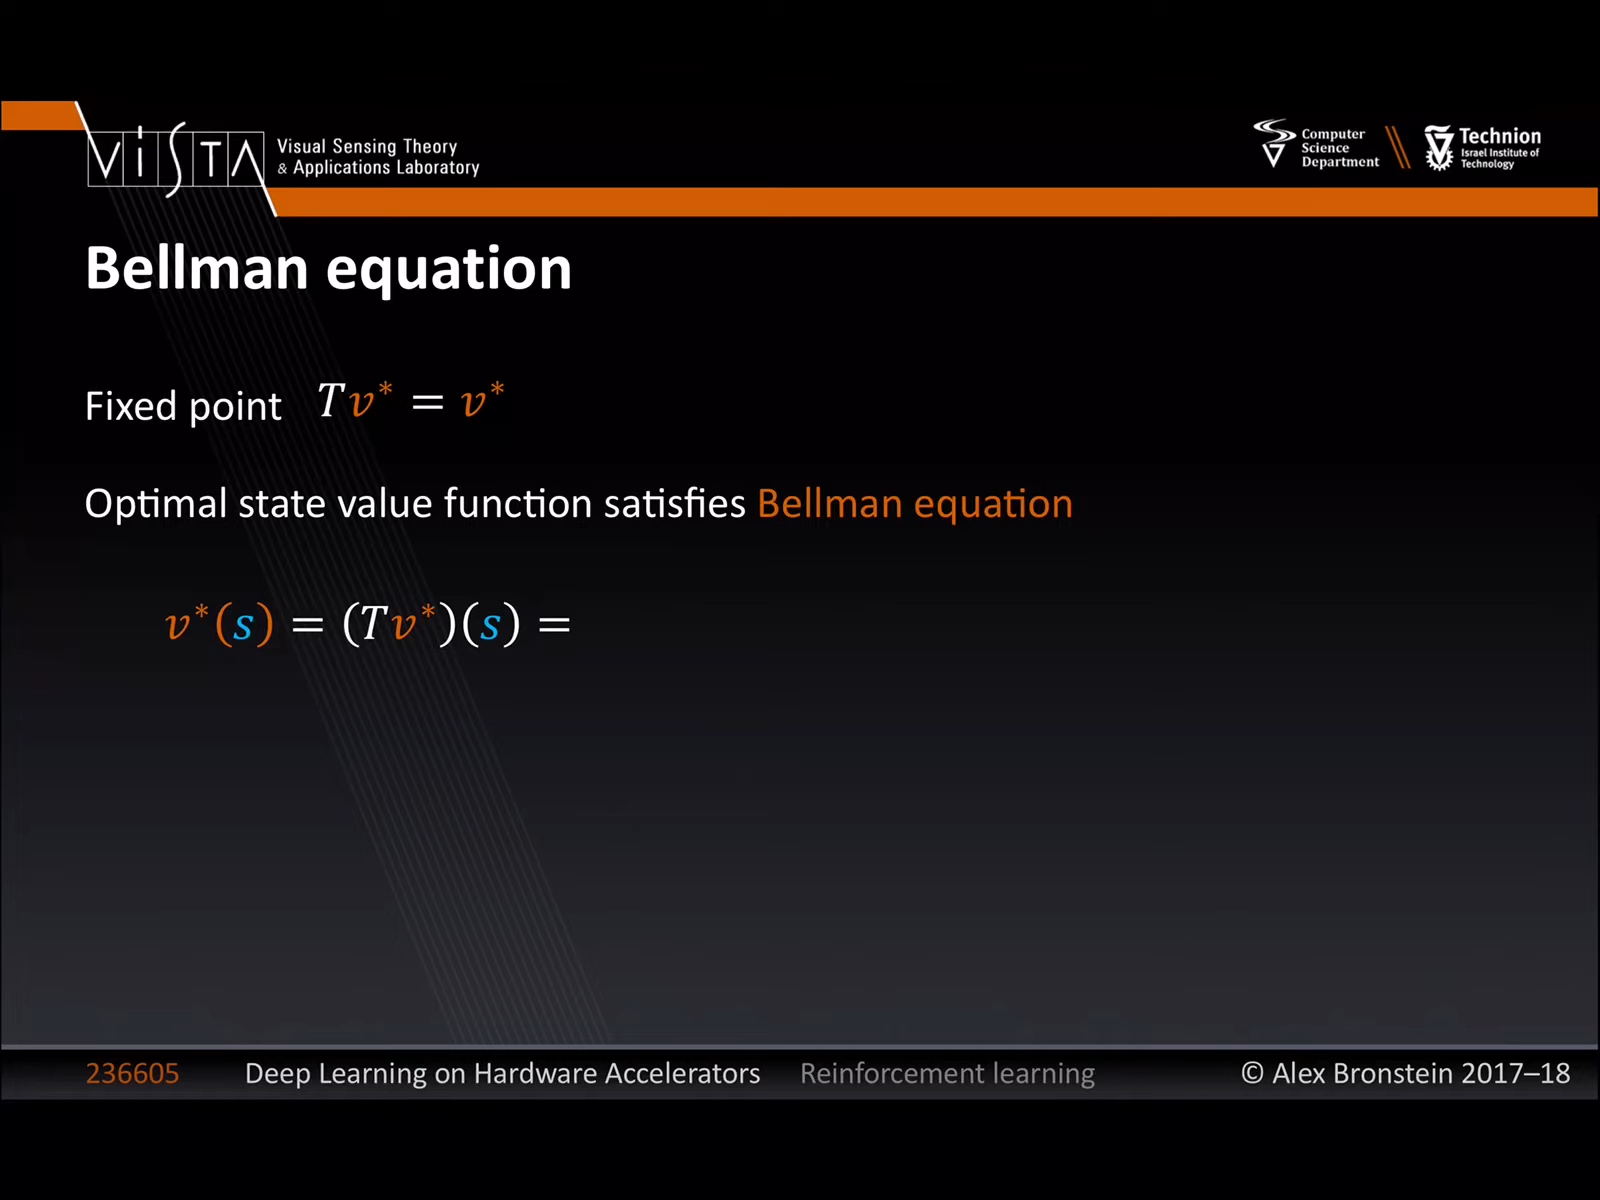 ViSTA
Visual Sensing Theory
& Applications Laboratory
Computer
Science
Department
Technion
Israel Institute of
Technology
Bellman equation
Fixed point Tv* = v*
Optimal state value function satisfies Bellman equation
v*(s) = (Tv*)(s) =
236605 Deep Learning on Hardware Accelerators Reinforcement learning © Alex Bronstein 2017–18